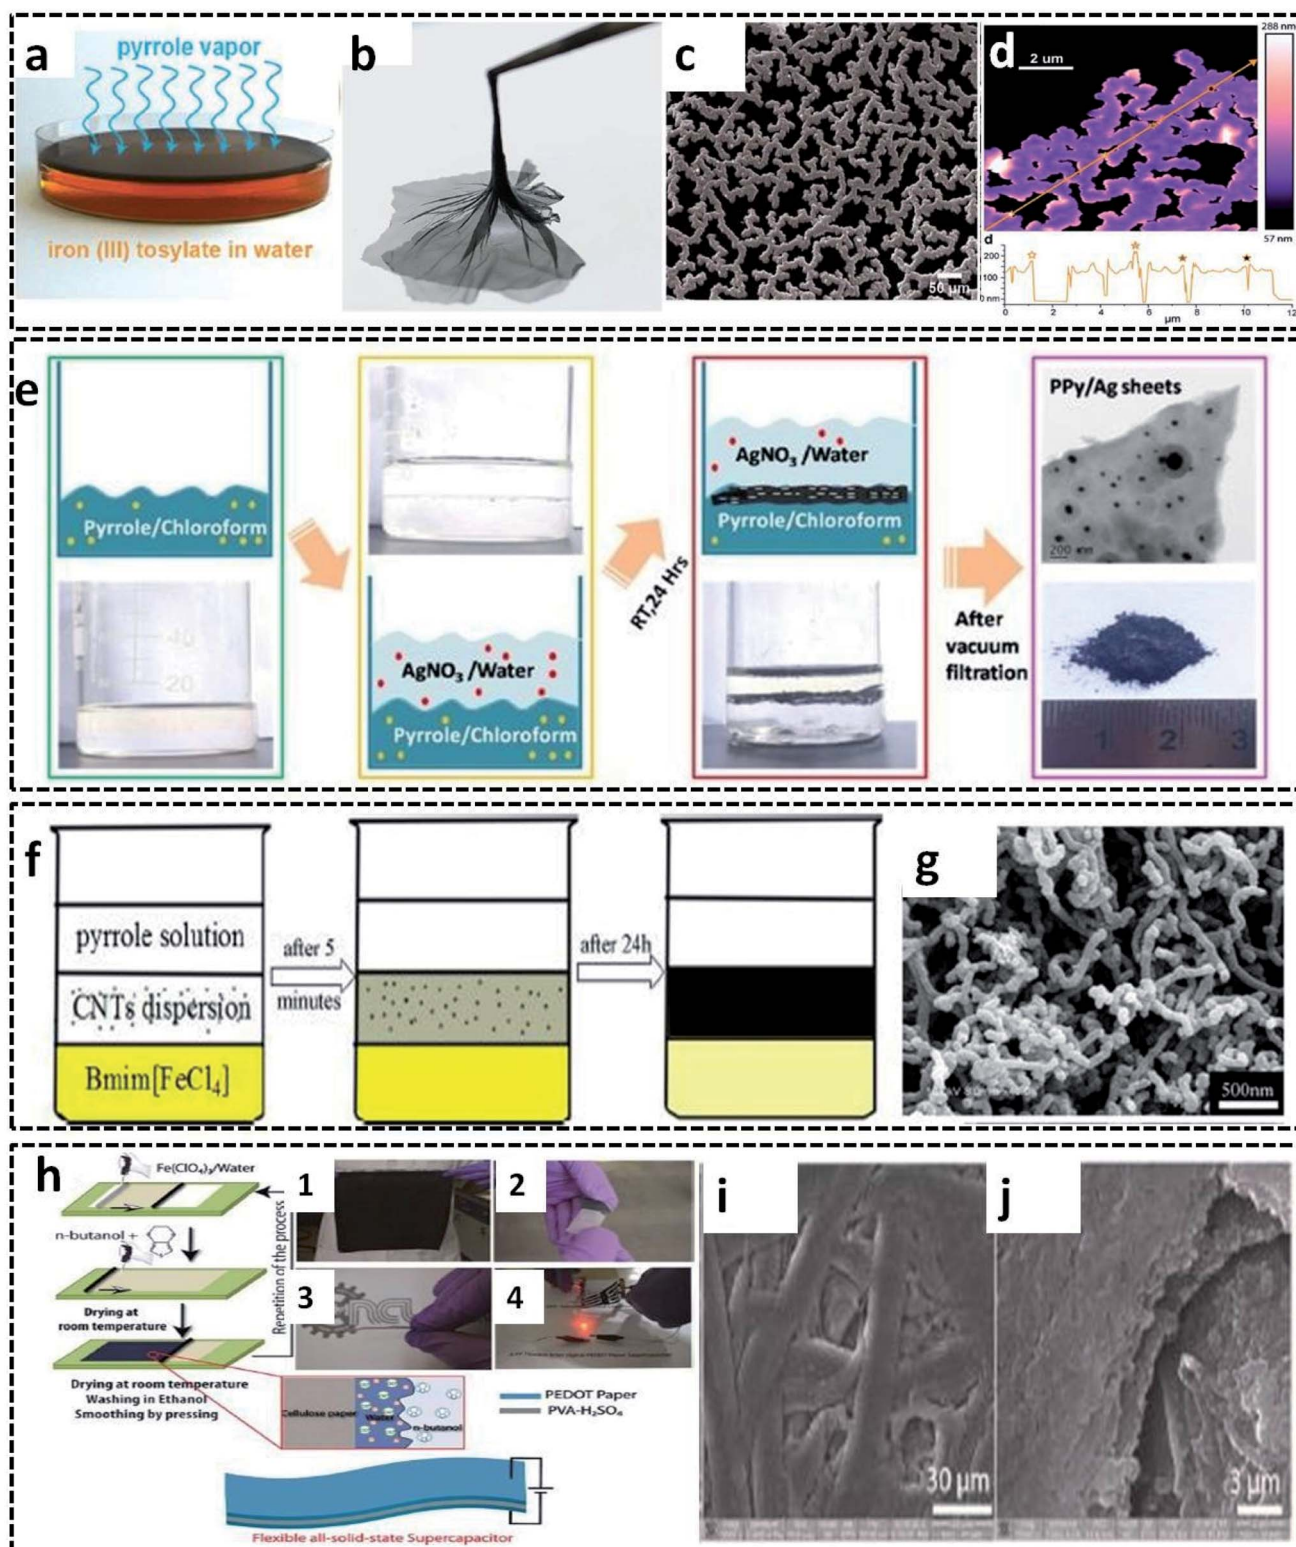 a
pyrrole vapor
iron (III) tosylate in water
b
c
50 µm
d
2 um
288 nm
57 nm
d
200
100
0 nm
0 2 4 6 8 10 12
µm
e
Pyrrole/Chloroform
40
20
AgNO₃/Water
Pyrrole/Chloroform
RT,24 Hrs
AgNO₃/Water
Pyrrole/Chloroform
After
vacuum
filtration
PPy/Ag sheets
200 nm
1 2 3
f
pyrrole solution
CNTs dispersion
Bmim[FeCl₄]
after 5
minutes
after 24h
g
500nm
h
Fe(ClO₄)₃/Water
n-butanol +
Drying at
room temperature
Repetition of the process
Drying at room temperature
Washing in Ethanol
Smoothing by pressing
1
2
3
ncl
4
Cellulose paper
Water
n-butanol
PEDOT Paper
PVA-H₂SO₄
Flexible all-solid-state Supercapacitor
i
30 µm
j
3 µm